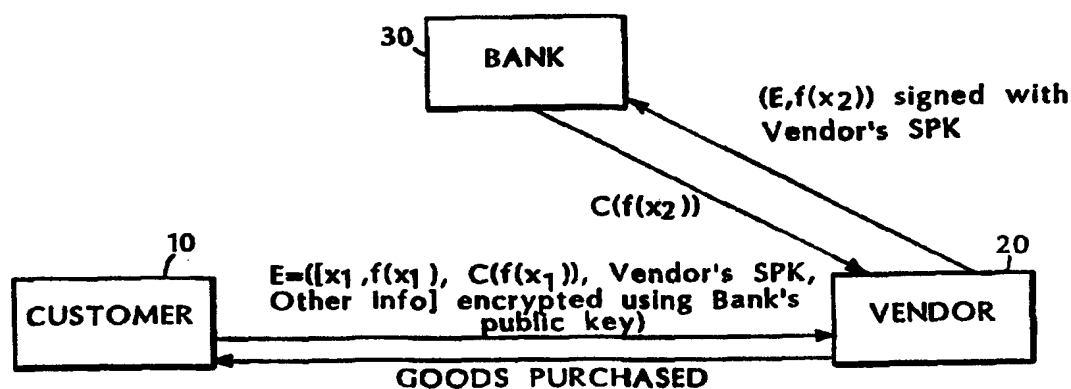 30
BANK
(E,f(x2)) signed with
Vendor's SPK
C(f(x2))
10
20
E=([x1,f(x1), C(f(x1)), Vendor's SPK,
Other Info] encrypted using Bank's
public key)
CUSTOMER
VENDOR
GOODS PURCHASED